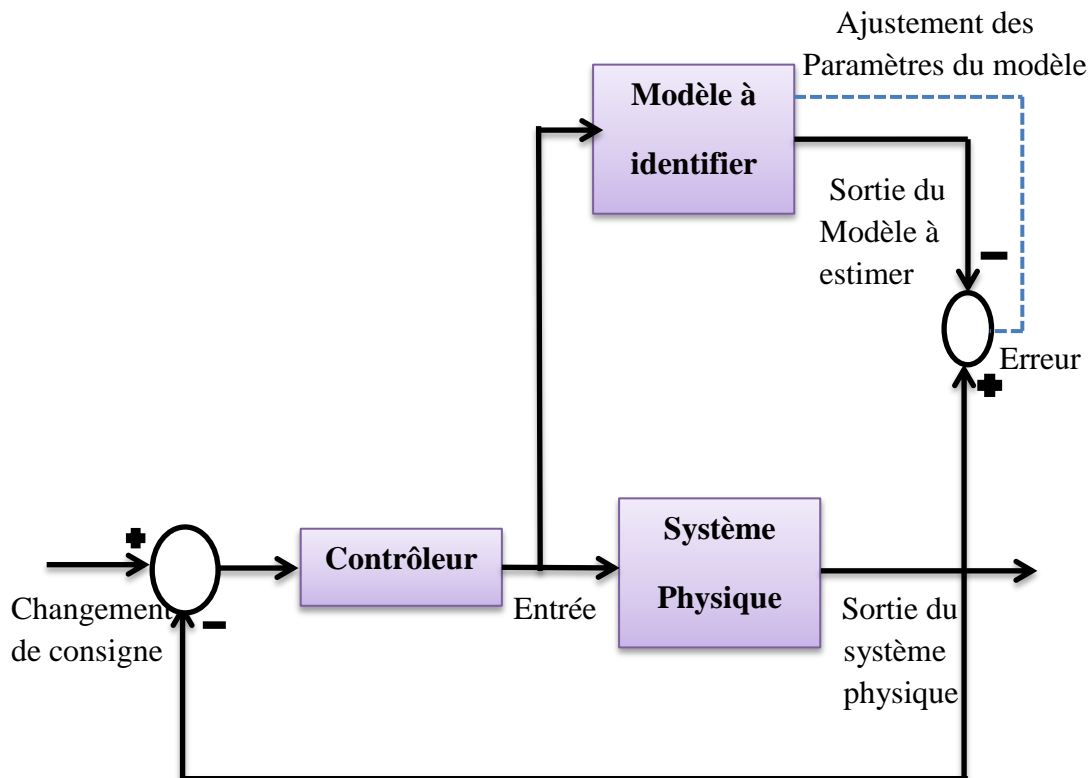 Ajustement des
Paramètres du modèle
Modèle à
identifier
Sortie du
Modèle à
estimer
Erreur
Système
Physique
Contrôleur
Entrée
Changement
de consigne
Sortie du
système
physique